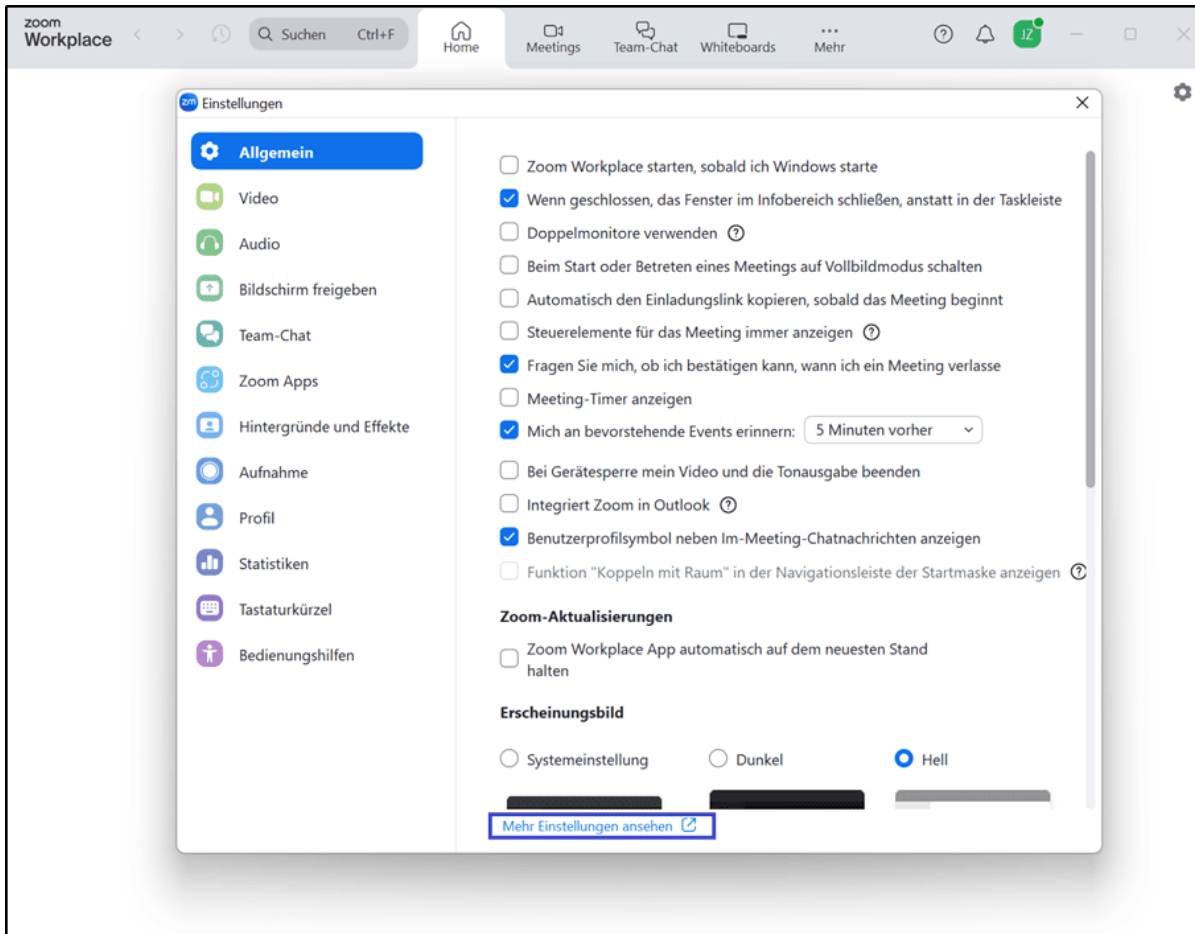 zoom
Workplace
Suchen Ctrl+F
Home
Meetings
Team-Chat
Whiteboards
Mehr
JZ
zm Einstellungen
Allgemein
Video
Audio
Bildschirm freigeben
Team-Chat
Zoom Apps
Hintergründe und Effekte
Aufnahme
Profil
Statistiken
Tastaturkürzel
Bedienungshilfen
Zoom Workplace starten, sobald ich Windows starte
Wenn geschlossen, das Fenster im Infobereich schließen, anstatt in der Taskleiste
Doppelmonitore verwenden
Beim Start oder Betreten eines Meetings auf Vollbildmodus schalten
Automatisch den Einladungslink kopieren, sobald das Meeting beginnt
Steuerelemente für das Meeting immer anzeigen
Fragen Sie mich, ob ich bestätigen kann, wann ich ein Meeting verlasse
Meeting-Timer anzeigen
Mich an bevorstehende Events erinnern: 5 Minuten vorher
Bei Gerätesperre mein Video und die Tonausgabe beenden
Integriert Zoom in Outlook
Benutzerprofilsymbol neben Im-Meeting-Chatnachrichten anzeigen
Funktion "Koppeln mit Raum" in der Navigationsleiste der Startmaske anzeigen
Zoom-Aktualisierungen
Zoom Workplace App automatisch auf dem neuesten Stand
halten
Erscheinungsbild
Systemeinstellung
Dunkel
Hell
Mehr Einstellungen ansehen